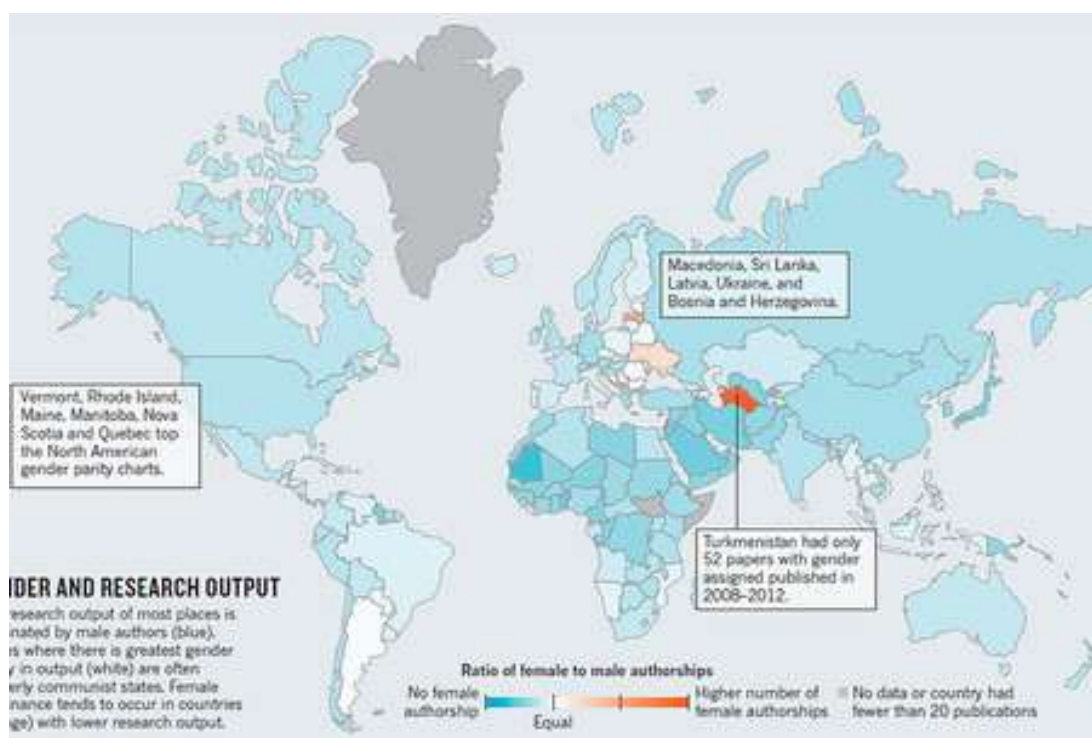 Macedonia, Sri Lanka,
Latvia, Ukraine, and
Bosnia and Herzegovina.
Vermont, Rhode Island,
Maine, Manitoba, Nova
Scotia and Quebec top
the North American
gender parity charts.
Turkmenistan had only
52 papers with gender
assigned published in
2008–2012.
NDER AND RESEARCH OUTPUT
research output of most places is
nated by male authors (blue).
s where there is greatest gender
y in output (white) are often
erly communist states. Female
nance tends to occur in countries
ge) with lower research output.
Ratio of female to male authorships
No female
authorship
Equal
Higher number of
female authorships
No data or country had
fewer than 20 publications